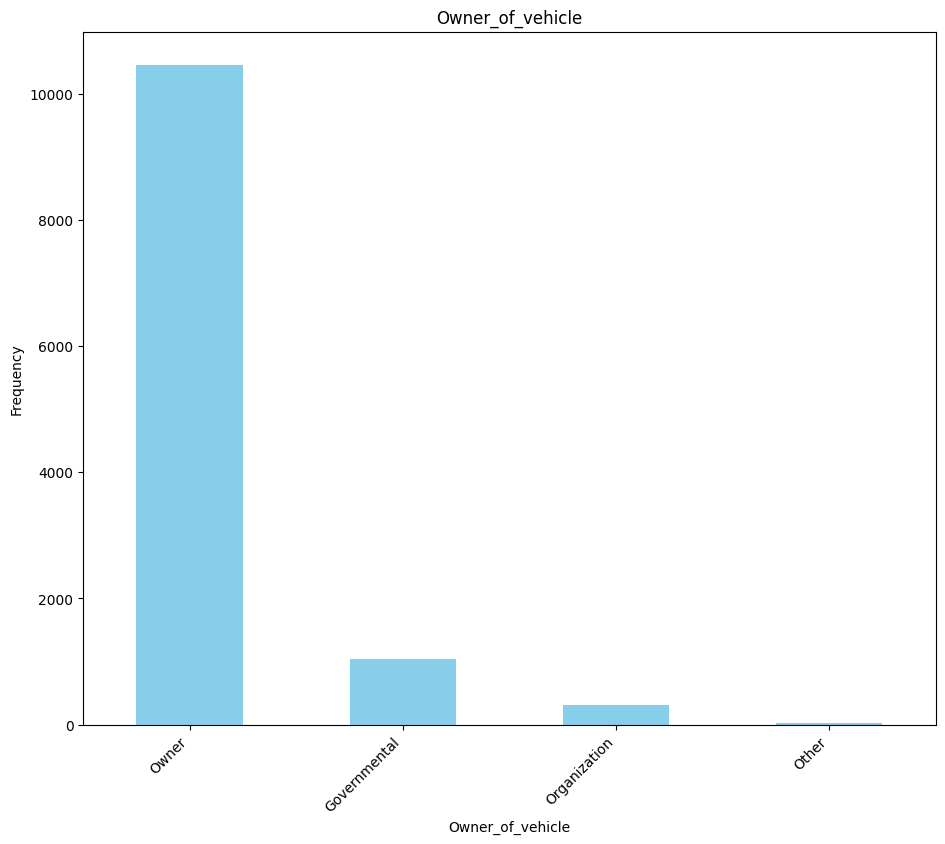 Owner_of_vehicle
10000
8000
6000
4000
2000
0
Frequency
Owner
Governmental
Organization
Other
Owner_of_vehicle